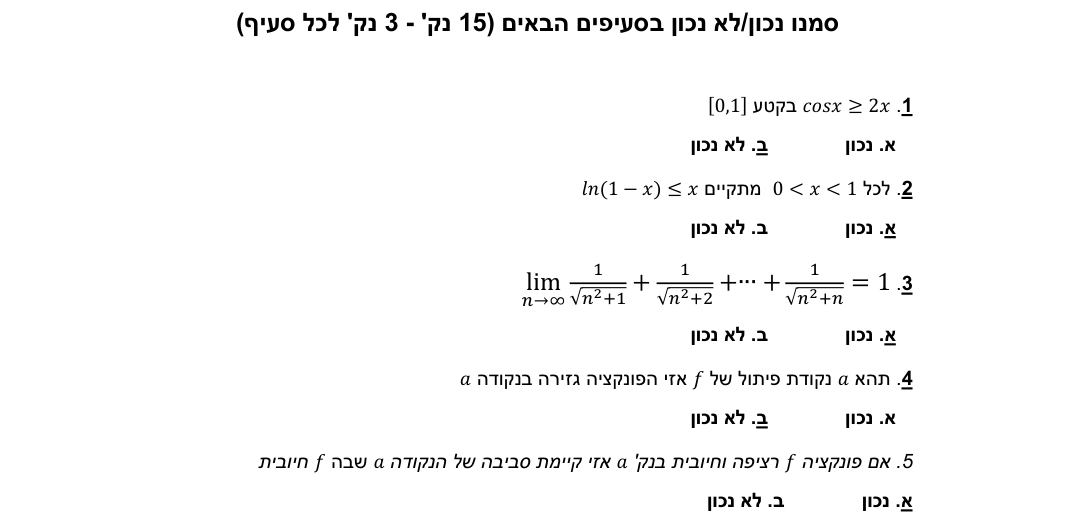 סמנו נכון/לא נכון בסעיפים הבאים (15 נק' - 3 נק' לכל סעיף)
1. cosx ≥ 2x בקטע [0,1]
א. נכון ב. לא נכון
2. לכל 0 < x < 1 מתקיים ln(1 − x) ≤ x
א. נכון ב. לא נכון
3. lim n→∞ 1/√(n²+1) + 1/√(n²+2) + ⋯ + 1/√(n²+n) = 1
א. נכון ב. לא נכון
4. תהא a נקודת פיתול של f אזי הפונקציה גזירה בנקודה a
א. נכון ב. לא נכון
5. אם פונקציה f רציפה וחיובית בנק' a אזי קיימת סביבה של הנקודה a שבה f חיובית
א. נכון ב. לא נכון